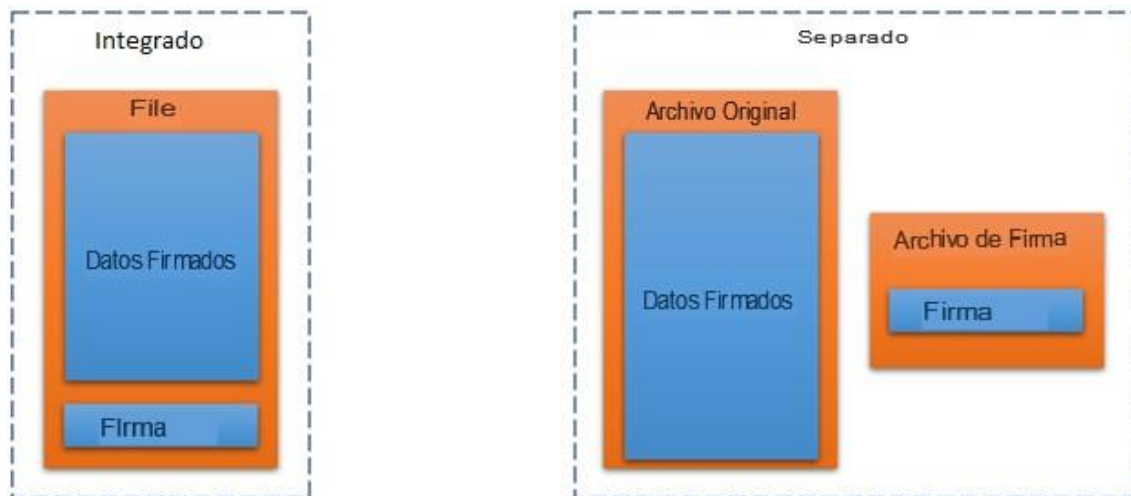 Integrado
File
Datos Firmados
FIrma
Separado
Archivo Original
Datos Firmados
Archivo de Firma
Firma